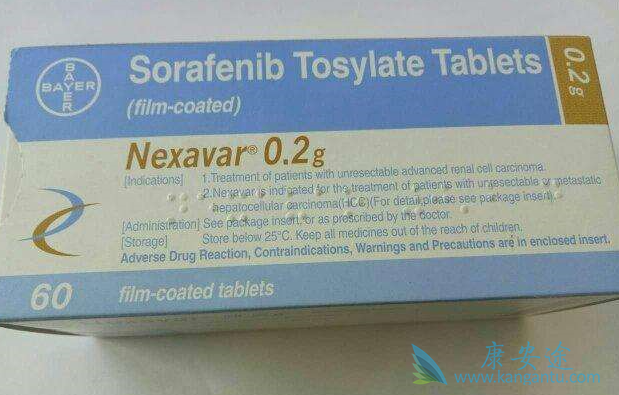 BAYER
BAYER
Sorafenib Tosylate Tablets
0.2g
(film-coated)
Nexavar® 0.2g
[Indications] 1.Treatment of patients with unresectable advanced renal cell carcinoma.
2.Nexavar is indicated for the treatment of patients with unresectable or metastatic
hepatocellular carcinoma(HCC)(For detail,please see package insert)
[Administration] See package insert, or as prescribed by the doctor.
[Storage] Store below 25°C. Keep all medicines out of the reach of children.
Adverse Drug Reaction, Contraindications, Warnings and Precautions are in enclosed insert.
60 film-coated tablets
康安途